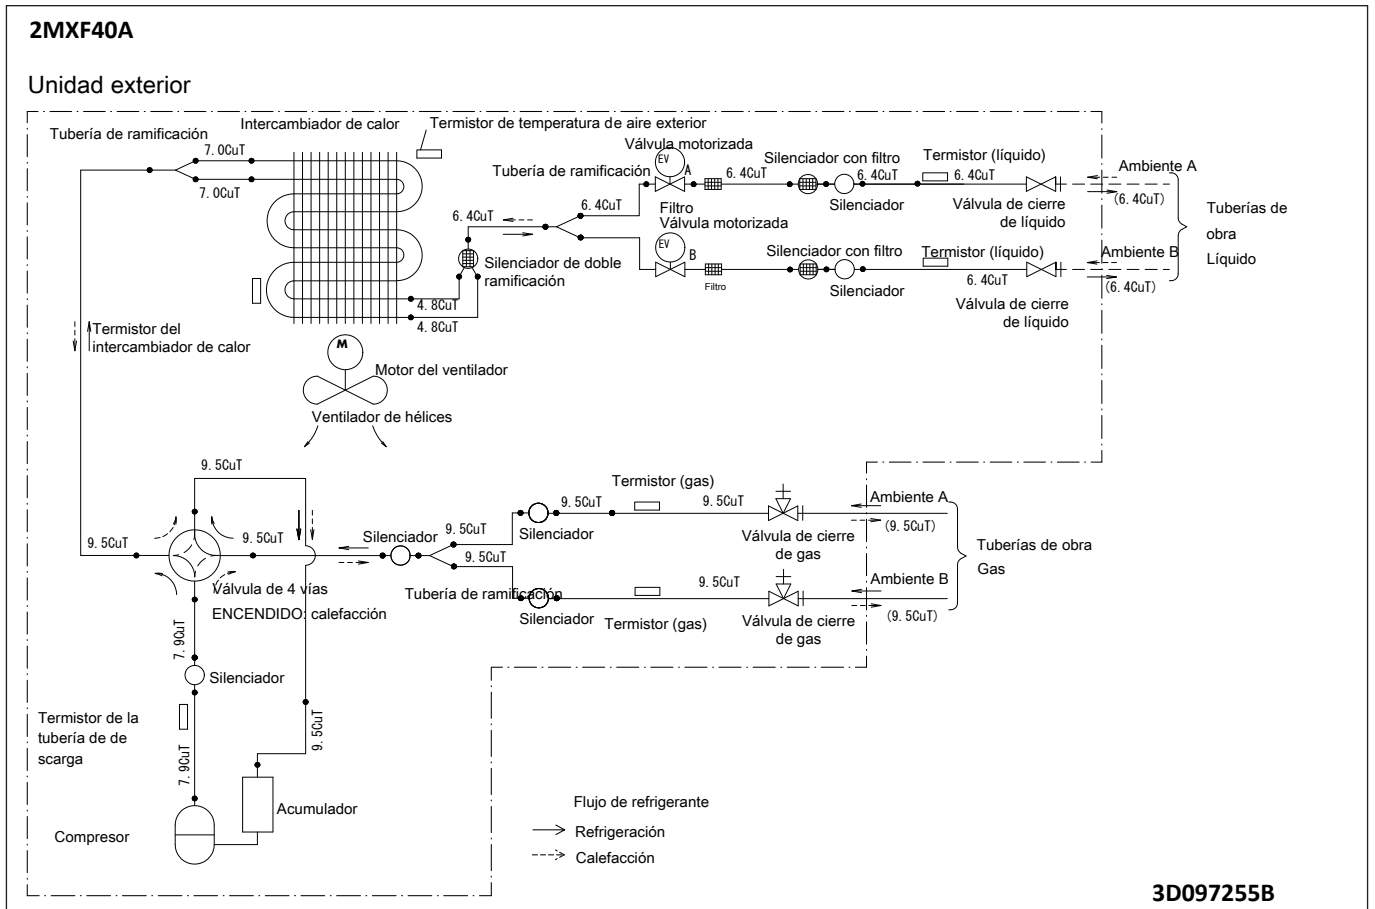 2MXF40A
Unidad exterior
Tubería de ramificación
Intercambiador de calor
Termistor de temperatura de aire exterior
7.0CuT
7.0CuT
Válvula motorizada
EV
A
Tubería de ramificación
6.4CuT
Silenciador con filtro
6.4CuT
Termistor (líquido)
6.4CuT
Ambiente A
(6.4CuT)
6.4CuT
6.4CuT
Filtro
Silenciador
Válvula de cierre
de líquido
Tuberías de
obra
Líquido
Válvula motorizada
EV
B
Silenciador con filtro
Termistor (líquido)
Ambiente B
Silenciador de doble
ramificación
Filtro
Silenciador
6.4CuT
(6.4CuT)
4.8CuT
4.8CuT
Válvula de cierre
de líquido
Termistor del
intercambiador de calor
M
Motor del ventilador
Ventilador de hélices
9.5CuT
Termistor (gas)
9.5CuT
9.5CuT
Ambiente A
(9.5CuT)
9.5CuT
9.5CuT
Silenciador
9.5CuT
Silenciador
Válvula de cierre
de gas
Tuberías de obra
Gas
9.5CuT
9.5CuT
Ambiente B
Válvula de 4 vías
ENCENDIDO: calefacción
Tubería de ramificación
Silenciador
Termistor (gas)
Válvula de cierre
de gas
(9.5CuT)
7.9CuT
Silenciador
Termistor de la
tubería de de
scarga
7.9CuT
9.5CuT
Acumulador
Compresor
Flujo de refrigerante
Refrigeración
Calefacción
3D097255B